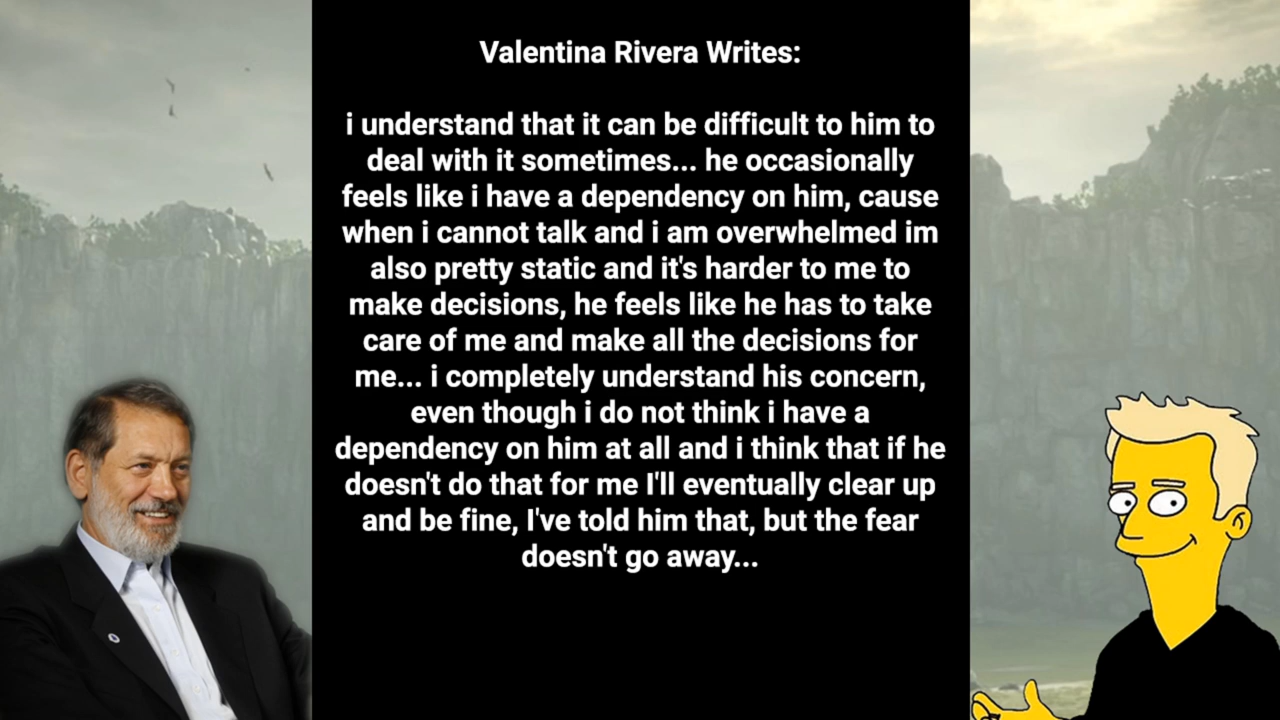 Valentina Rivera Writes:
i understand that it can be difficult to him to
deal with it sometimes... he occasionally
feels like i have a dependency on him, cause
when i cannot talk and i am overwhelmed im
also pretty static and it's harder to me to
make decisions, he feels like he has to take
care of me and make all the decisions for
me... i completely understand his concern,
even though i do not think i have a
dependency on him at all and i think that if he
doesn't do that for me I'll eventually clear up
and be fine, I've told him that, but the fear
doesn't go away...